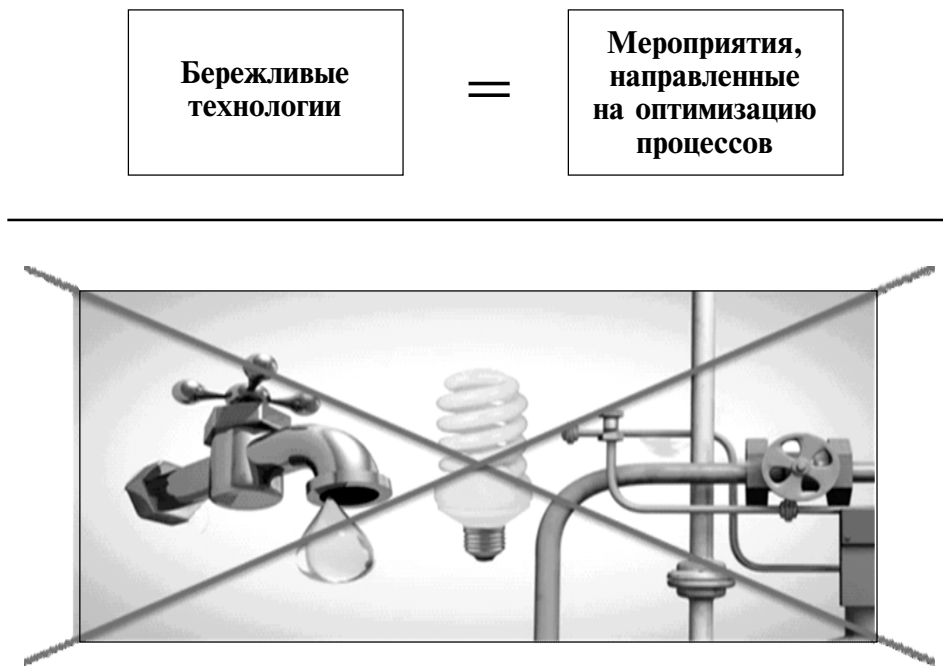 Бережливые
технологии
=
Мероприятия,
направленные
на оптимизацию
процессов